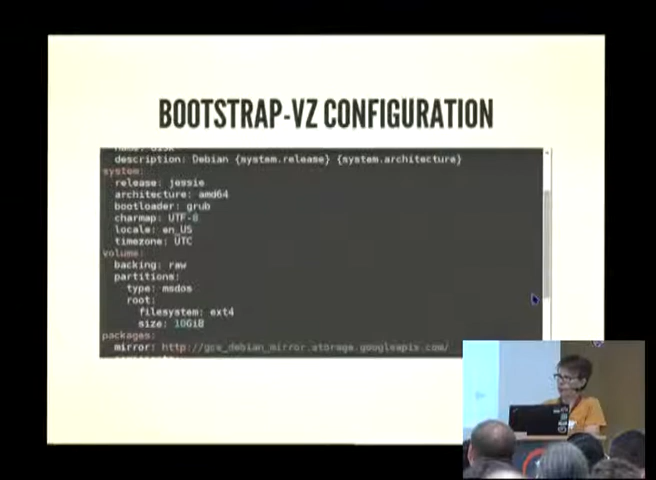 BOOTSTRAP-VZ CONFIGURATION
description: Debian {system.release} {system.architecture}
system:
release: jessie
architecture: amd64
bootloader: grub
charmap: UTF-8
locale: en_US
timezone: UTC
volume:
backing: raw
partitions:
type: msdos
root:
filesystem: ext4
size: 10GiB
packages:
mirror: http://gce_debian_mirror.storage.googleapis.com/